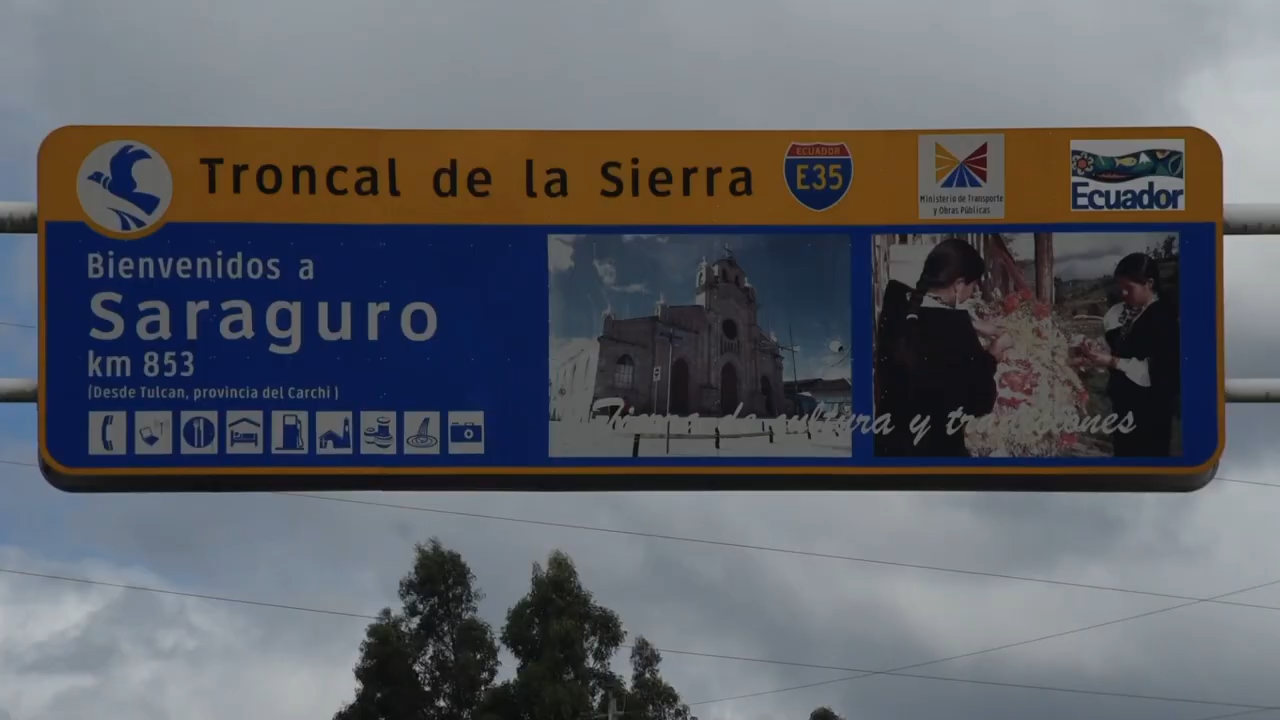 Troncal de la Sierra
ECUADOR
E35
Ministerio de Transporte
y Obras Públicas
Ecuador
Bienvenidos a
Saraguro
km 853
(Desde Tulcan, provincia del Carchi )
Tierra de cultura y tradiciones